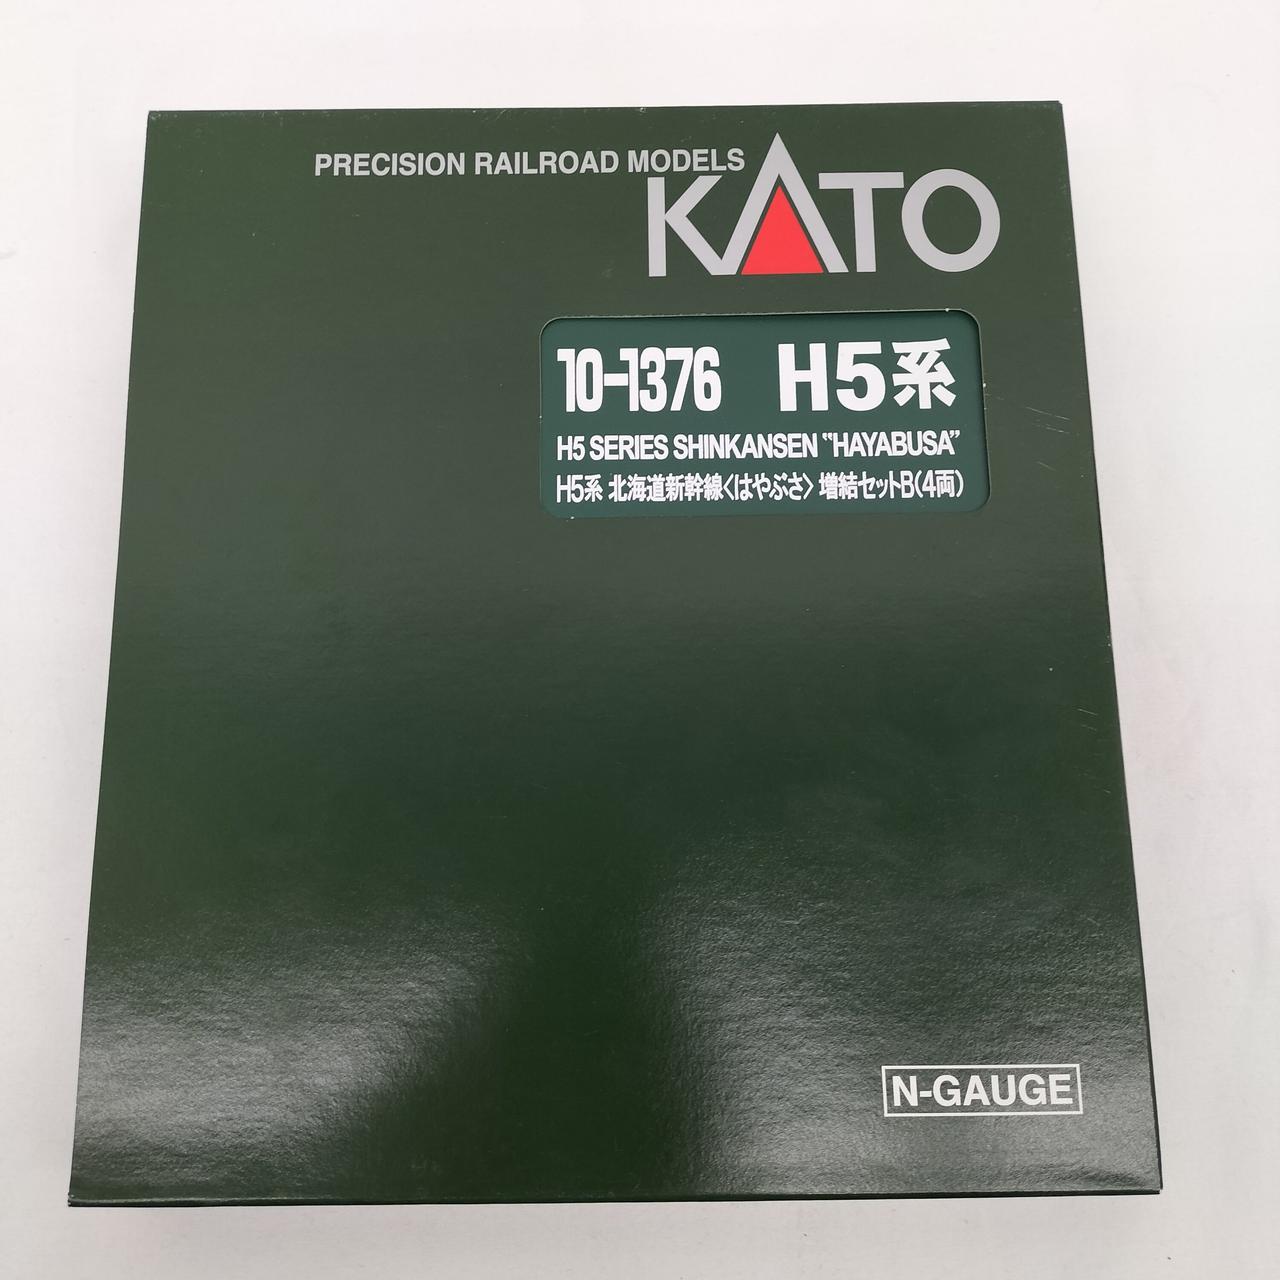 PRECISION RAILROAD MODELS
KATO
10-1376 H5系
H5 SERIES SHINKANSEN "HAYABUSA"
H5系 北海道新幹線〈はやぶさ〉 増結セットB(4両)
N-GAUGE